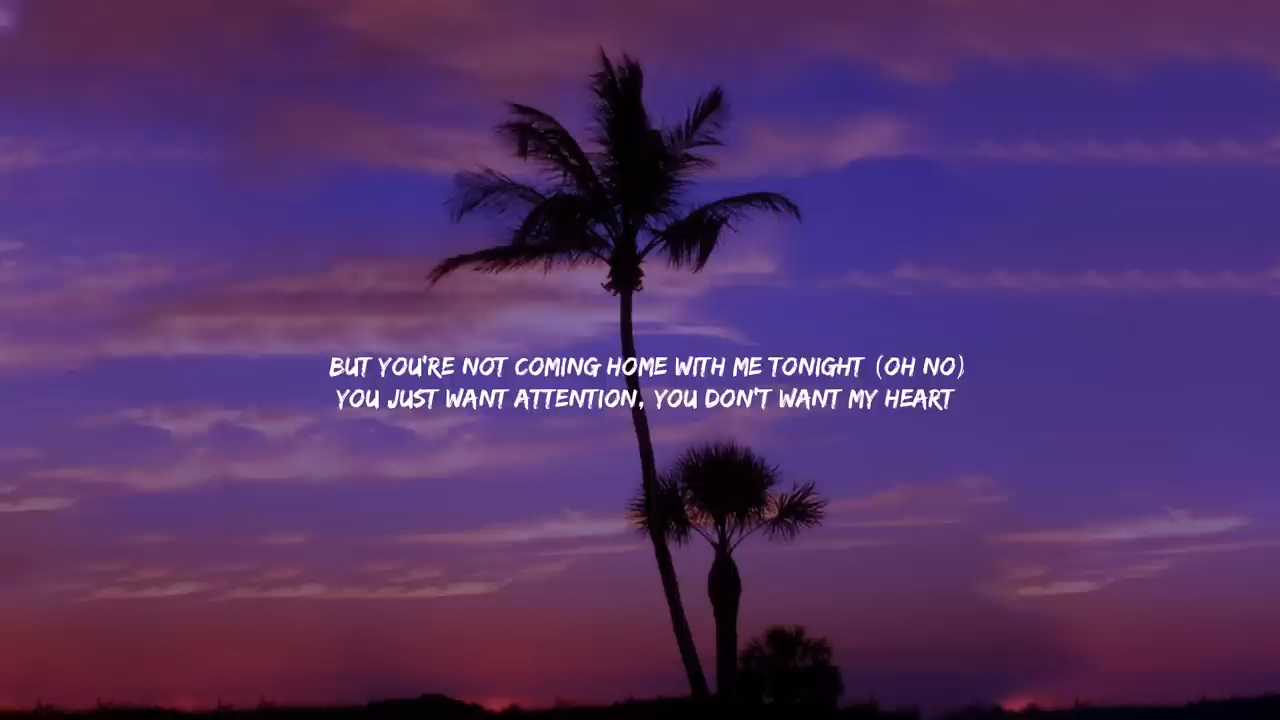 BUT YOU'RE NOT COMING HOME WITH ME TONIGHT (OH NO)
YOU JUST WANT ATTENTION, YOU DON'T WANT MY HEART